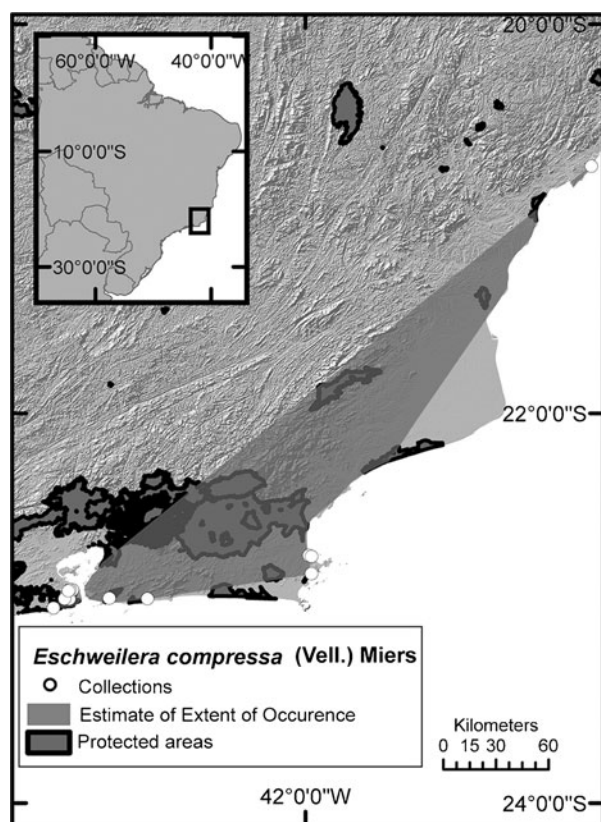 20°0'0"S
60°0'0"W 40°0'0"W
10°0'0"S
30°0'0"S
22°0'0"S
Eschweilera compressa (Vell.) Miers
Collections
Estimate of Extent of Occurence
Protected areas
Kilometers
0 15 30 60
42°0'0"W
24°0'0"S